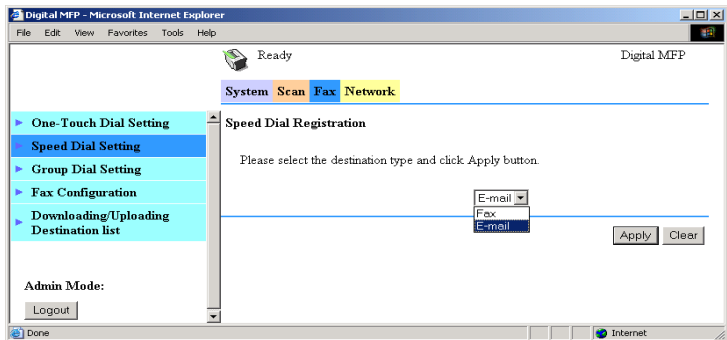 Digital MFP - Microsoft Internet Explorer
File Edit View Favorites Tools Help
Ready
Digital MFP
System Scan Fax Network
One-Touch Dial Setting
Speed Dial Setting
Group Dial Setting
Fax Configuration
Downloading/Uploading
Destination list
Admin Mode:
Logout
Speed Dial Registration
Please select the destination type and click Apply button.
E-mail
Fax
E-mail
Apply Clear
Done
Internet